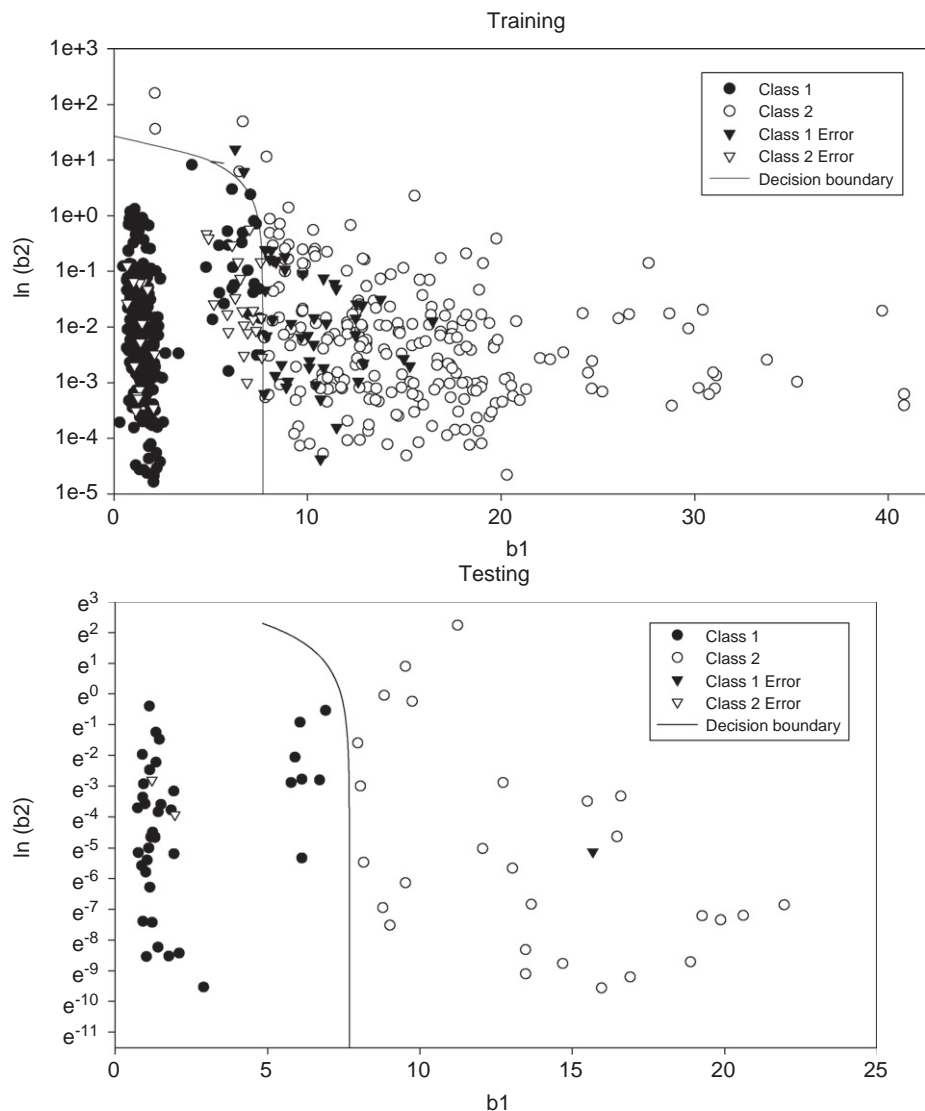 Training
1e+3
1e+2
1e+1
1e+0
1e-1
1e-2
1e-3
1e-4
1e-5
ln (b2)
Class 1
Class 2
Class 1 Error
Class 2 Error
Decision boundary
0 10 20 30 40
b1
Testing
e3
e2
e1
e0
e-1
e-2
e-3
e-4
e-5
e-6
e-7
e-8
e-9
e-10
e-11
ln (b2)
Class 1
Class 2
Class 1 Error
Class 2 Error
Decision boundary
0 5 10 15 20 25
b1